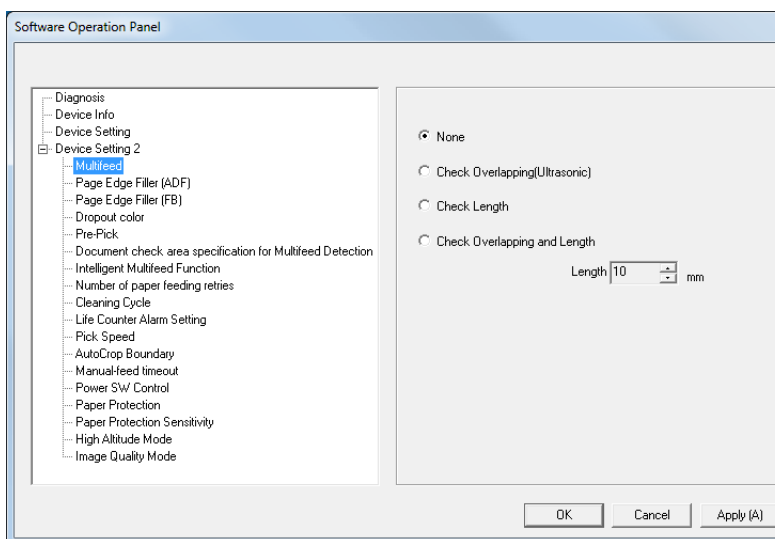 Software Operation Panel
Diagnosis
Device Info
Device Setting
Device Setting 2
Multifeed
Page Edge Filler (ADF)
Page Edge Filler (FB)
Dropout color
Pre-Pick
Document check area specification for Multifeed Detection
Intelligent Multifeed Function
Number of paper feeding retries
Cleaning Cycle
Life Counter Alarm Setting
Pick Speed
AutoCrop Boundary
Manual-feed timeout
Power SW Control
Paper Protection
Paper Protection Sensitivity
High Altitude Mode
Image Quality Mode
None
Check Overlapping(Ultrasonic)
Check Length
Check Overlapping and Length
Length 10 mm
OK Cancel Apply (A)